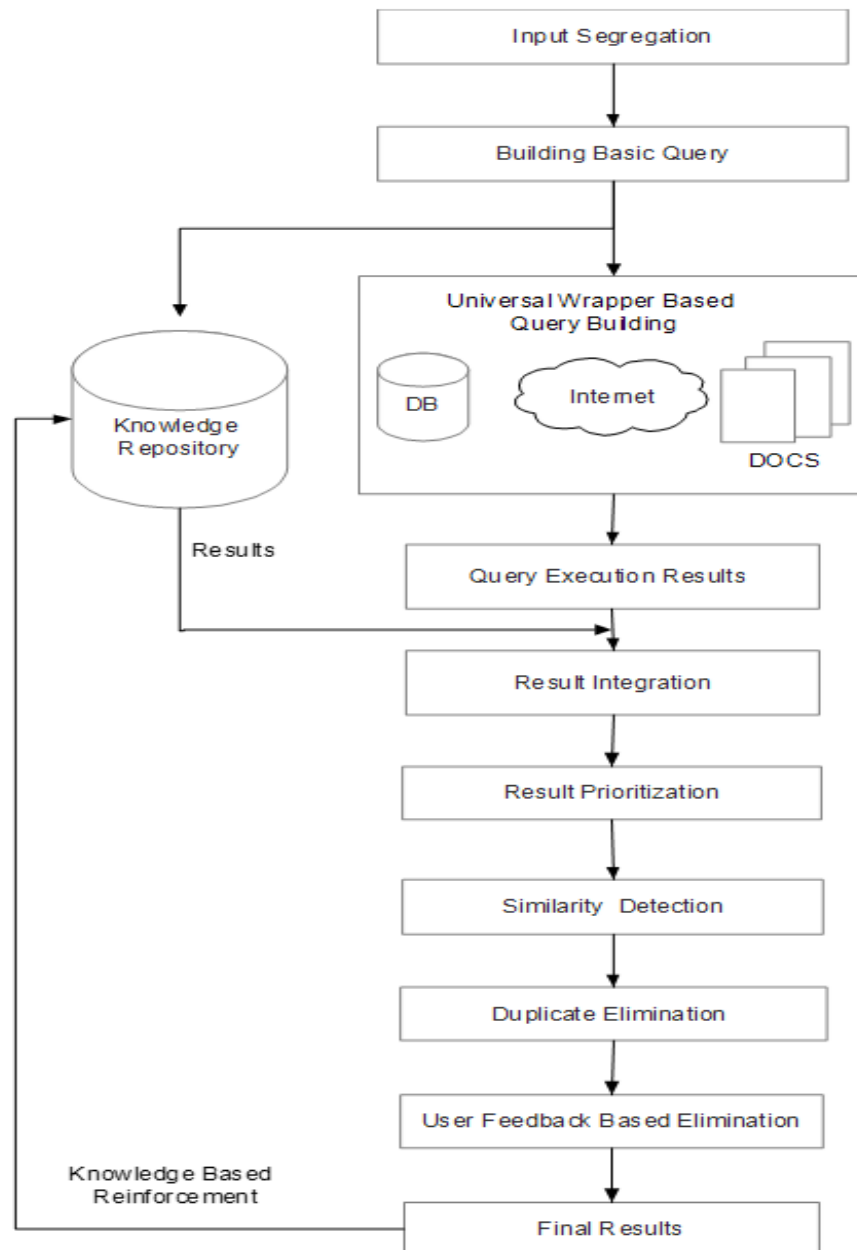 Input Segregation
Building Basic Query
Universal Wrapper Based
Query Building
DB
Internet
DOCS
Knowledge
Repository
Results
Query Execution Results
Result Integration
Result Prioritization
Similarity Detection
Duplicate Elimination
User Feedback Based Elimination
Knowledge Based
Reinforcement
Final Results